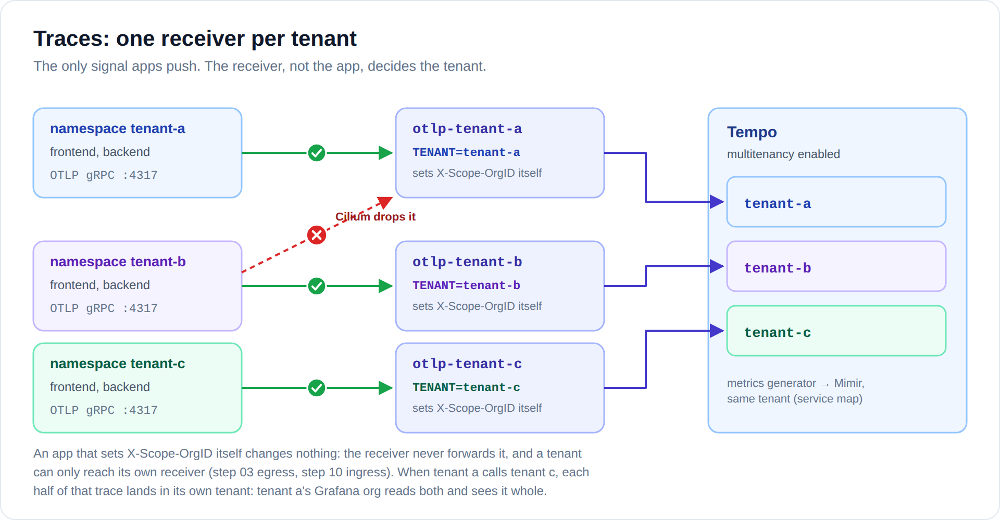 Traces: one receiver per tenant
The only signal apps push. The receiver, not the app, decides the tenant.
namespace tenant-a
frontend, backend
OTLP gRPC :4317
otlp-tenant-a
TENANT=tenant-a
sets X-Scope-OrgID itself
Cilium drops it
namespace tenant-b
frontend, backend
OTLP gRPC :4317
otlp-tenant-b
TENANT=tenant-b
sets X-Scope-OrgID itself
namespace tenant-c
frontend, backend
OTLP gRPC :4317
otlp-tenant-c
TENANT=tenant-c
sets X-Scope-OrgID itself
Tempo
multitenancy enabled
tenant-a
tenant-b
tenant-c
metrics generator → Mimir,
same tenant (service map)
An app that sets X-Scope-OrgID itself changes nothing: the receiver never forwards it, and a tenant
can only reach its own receiver (step 03 egress, step 10 ingress). When tenant a calls tenant c, each
half of that trace lands in its own tenant: tenant a's Grafana org reads both and sees it whole.